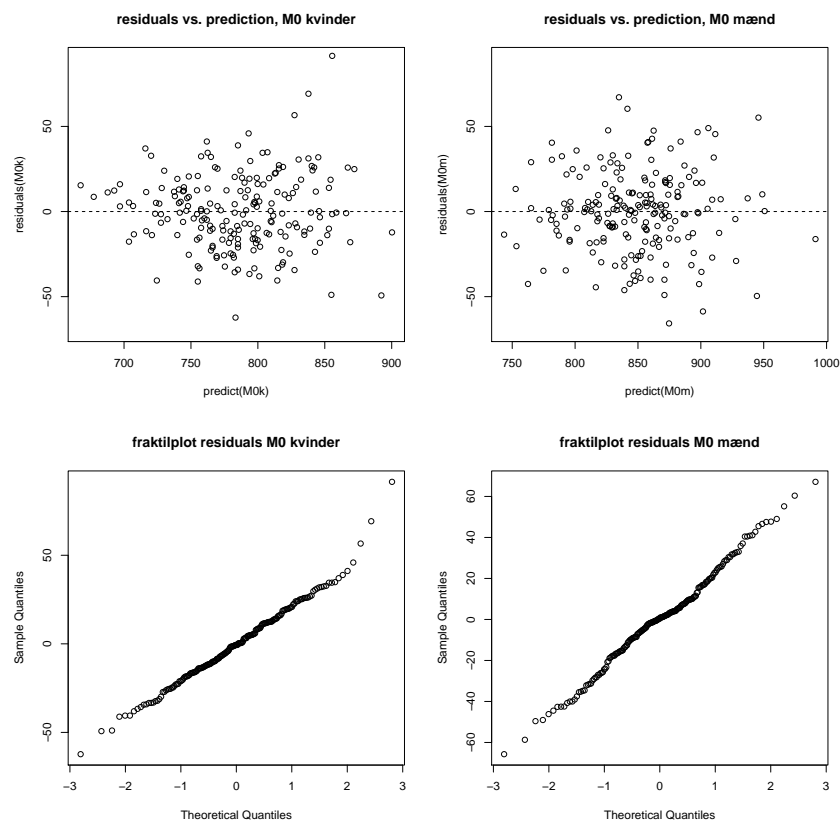 residuals vs. prediction, M0 kvinder
residuals(M0k)
50
0
−50
700 750 800 850 900
predict(M0k)
residuals vs. prediction, M0 mænd
residuals(M0m)
50
0
−50
750 800 850 900 950 1000
predict(M0m)
fraktilplot residuals M0 kvinder
Sample Quantiles
50
0
−50
−3 −2 −1 0 1 2 3
Theoretical Quantiles
fraktilplot residuals M0 mænd
Sample Quantiles
60
40
20
0
−20
−40
−60
−3 −2 −1 0 1 2 3
Theoretical Quantiles